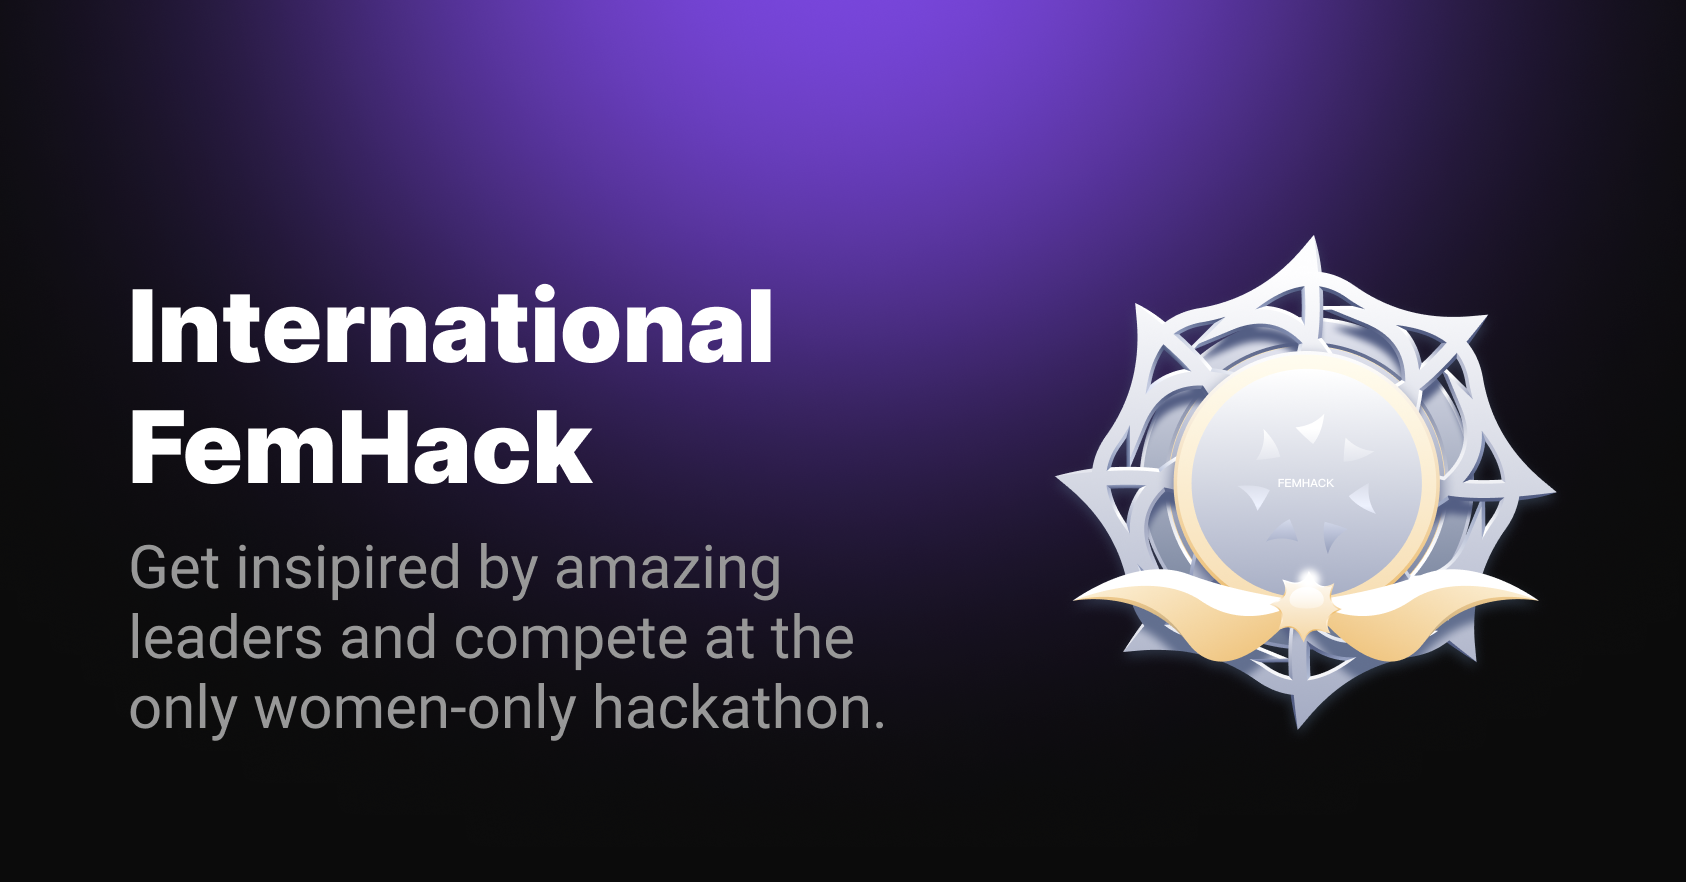 International
FemHack
Get insipired by amazing
leaders and compete at the
only women-only hackathon.
FEMHACK